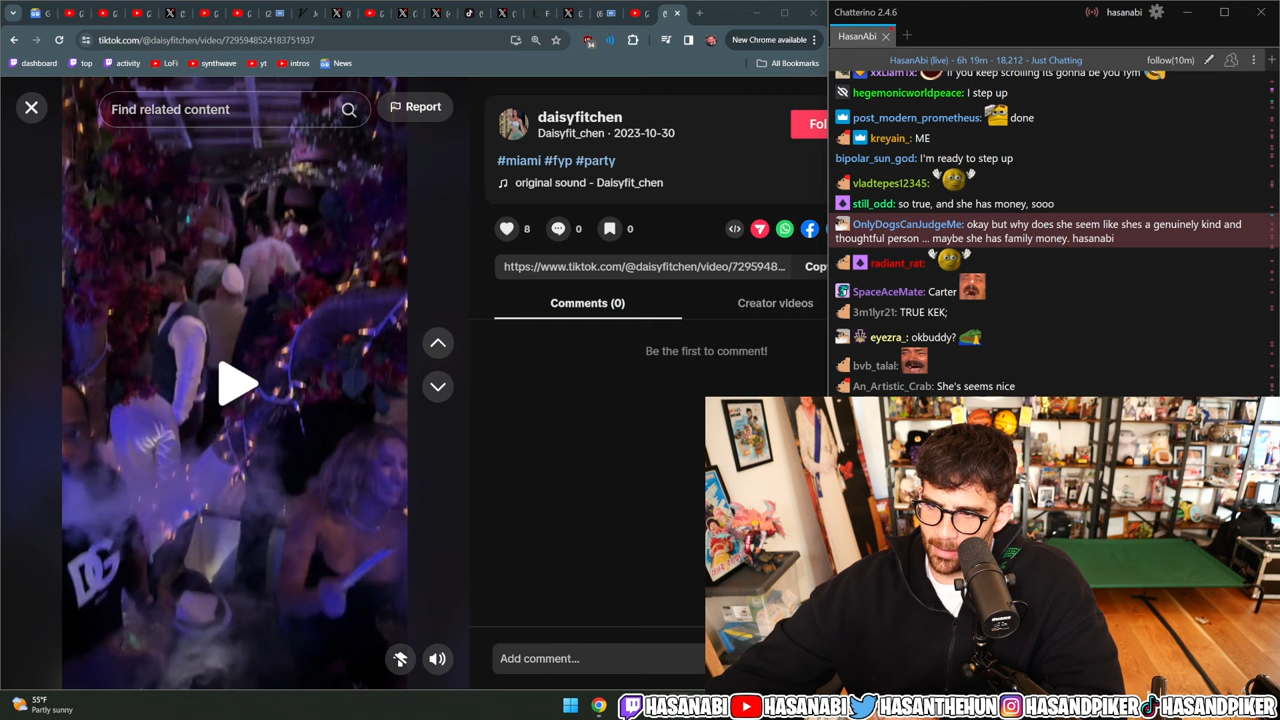 Chatterino 2.4.6
hasanabi
tiktok.com/@daisyfitchen/video/7295948524183751937
34
New Chrome available
HasanAbi
dashboard
top
activity
LoFi
synthwave
yt
intros
News
All Bookmarks
HasanAbi (live) - 6h 19m - 18,212 - Just Chatting
follow(10m)
Find related content
Report
daisyfitchen
Daisyfit_chen · 2023-10-30
Fol
#miami #fyp #party
original sound - Daisyfit_chen
8
0
0
https://www.tiktok.com/@daisyfitchen/video/7295948...
Cop
Comments (0)
Creator videos
Be the first to comment!
Add comment...
xxLiam1x: if you keep scrolling its gonna be you fym
hegemonicworldpeace: I step up
post_modern_prometheus: done
kreyain_: ME
bipolar_sun_god: I'm ready to step up
vladtepes12345:
still_odd: so true, and she has money, sooo
OnlyDogsCanJudgeMe: okay but why does she seem like shes a genuinely kind and
thoughtful person ... maybe she has family money. hasanabi
radiant_rat:
SpaceAceMate: Carter
3m1lyr21: TRUE KEK;
eyezra_: okbuddy?
bvb_talal:
An_Artistic_Crab: She's seems nice
DG
55°F
Partly sunny
HASANABI
HASANABI
HASANTHEHUN
HASANDPIKER
HASANDPIKER